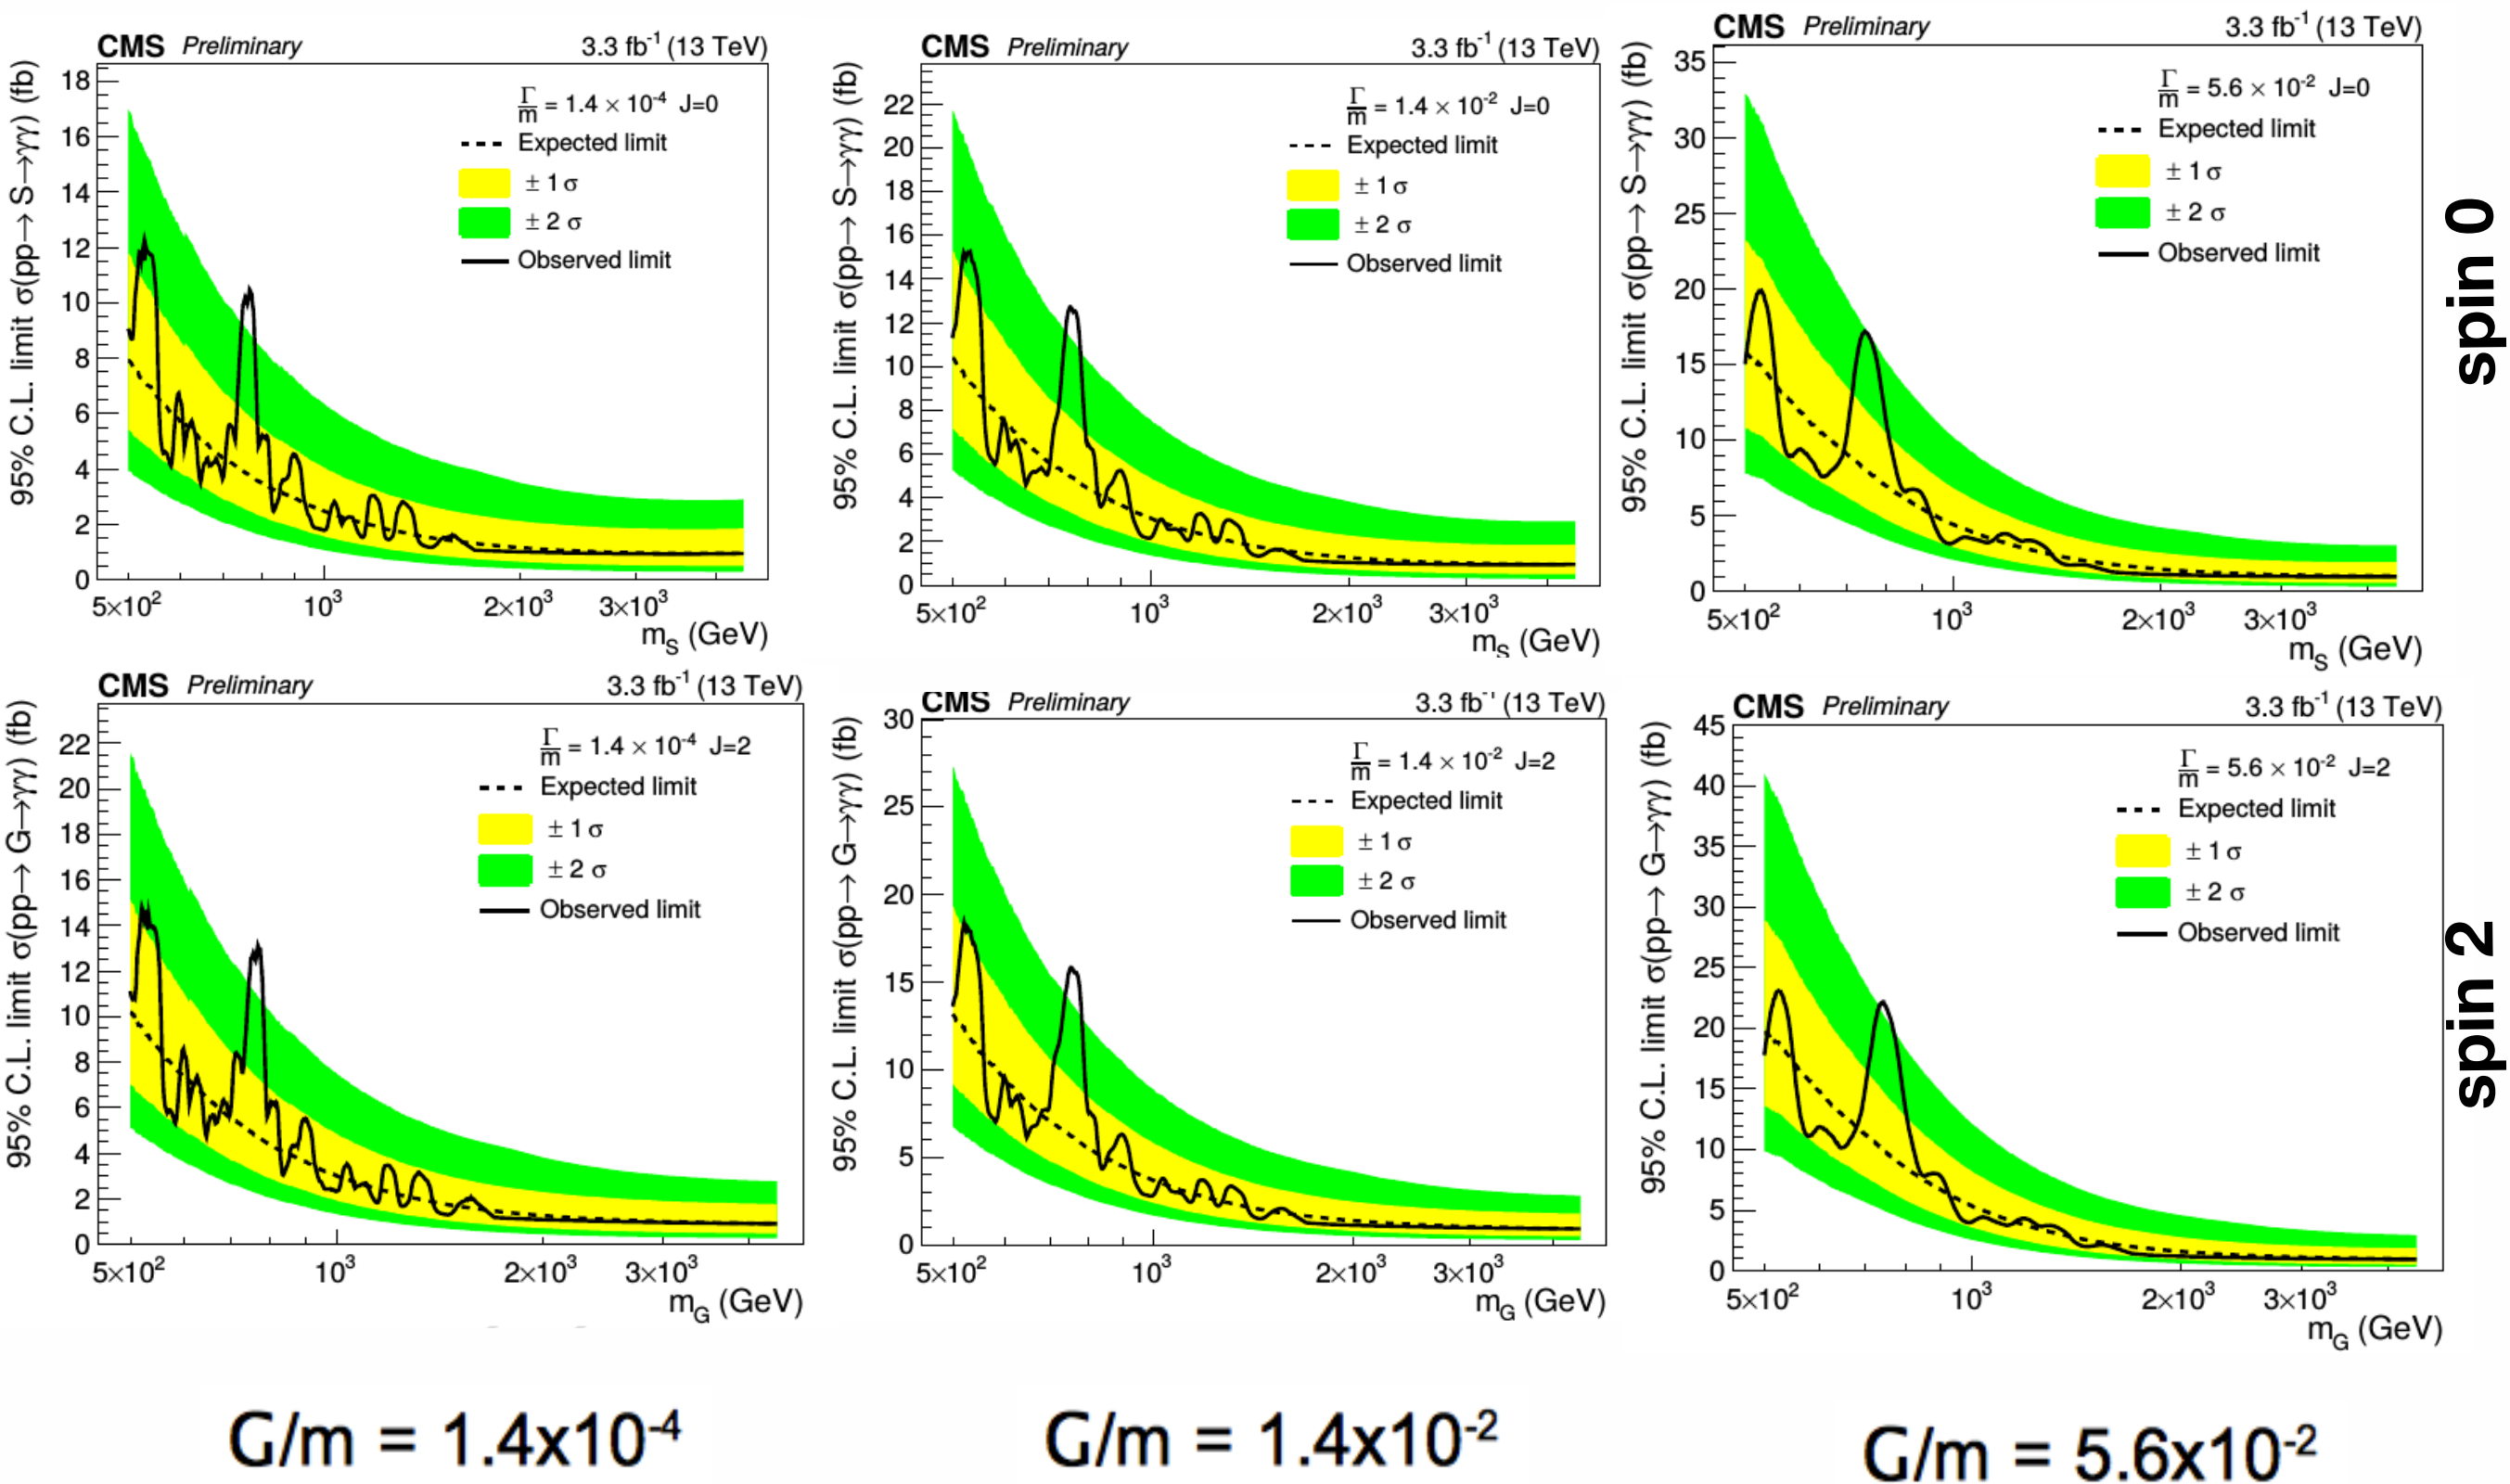 CMS Preliminary 3.3 fb⁻¹ (13 TeV)
95% C.L. limit σ(pp→ S→γγ) (fb)
Γ/m = 1.4 × 10⁻⁴ J=0
Expected limit
± 1 σ
± 2 σ
Observed limit
18
16
14
12
10
8
6
4
2
0
5×10² 10³ 2×10³ 3×10³
m_S (GeV)
CMS Preliminary 3.3 fb⁻¹ (13 TeV)
95% C.L. limit σ(pp→ S→γγ) (fb)
Γ/m = 1.4 × 10⁻² J=0
Expected limit
± 1 σ
± 2 σ
Observed limit
22
20
18
16
14
12
10
8
6
4
2
0
5×10² 10³ 2×10³ 3×10³
m_S (GeV)
CMS Preliminary 3.3 fb⁻¹ (13 TeV)
95% C.L. limit σ(pp→ S→γγ) (fb)
Γ/m = 5.6 × 10⁻² J=0
Expected limit
± 1 σ
± 2 σ
Observed limit
35
30
25
20
15
10
5
0
5×10² 10³ 2×10³ 3×10³
m_S (GeV)
spin 0
CMS Preliminary 3.3 fb⁻¹ (13 TeV)
95% C.L. limit σ(pp→ G→γγ) (fb)
Γ/m = 1.4 × 10⁻⁴ J=2
Expected limit
± 1 σ
± 2 σ
Observed limit
22
20
18
16
14
12
10
8
6
4
2
0
5×10² 10³ 2×10³ 3×10³
m_G (GeV)
CMS Preliminary 3.3 fb⁻¹ (13 TeV)
95% C.L. limit σ(pp→ G→γγ) (fb)
Γ/m = 1.4 × 10⁻² J=2
Expected limit
± 1 σ
± 2 σ
Observed limit
30
25
20
15
10
5
0
5×10² 10³ 2×10³ 3×10³
m_G (GeV)
CMS Preliminary 3.3 fb⁻¹ (13 TeV)
95% C.L. limit σ(pp→ G→γγ) (fb)
Γ/m = 5.6 × 10⁻² J=2
Expected limit
± 1 σ
± 2 σ
Observed limit
45
40
35
30
25
20
15
10
5
0
5×10² 10³ 2×10³ 3×10³
m_G (GeV)
spin 2
G/m = 1.4x10⁻⁴
G/m = 1.4x10⁻²
G/m = 5.6x10⁻²